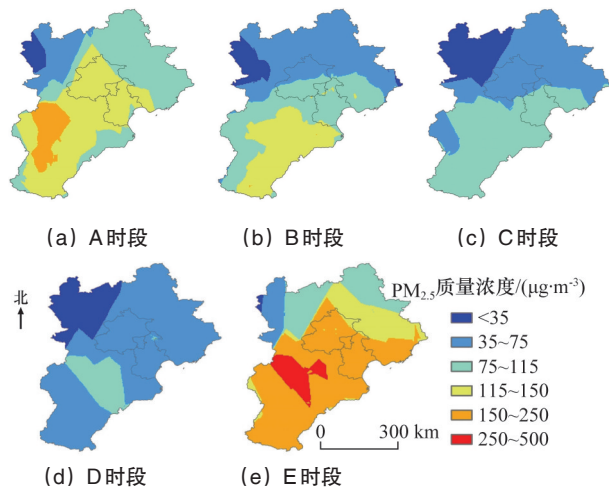 (a) A时段
(b) B时段
(c) C时段
北
PM2.5质量浓度/(μg·m-3)
<35
35~75
75~115
115~150
150~250
250~500
0 300 km
(d) D时段
(e) E时段